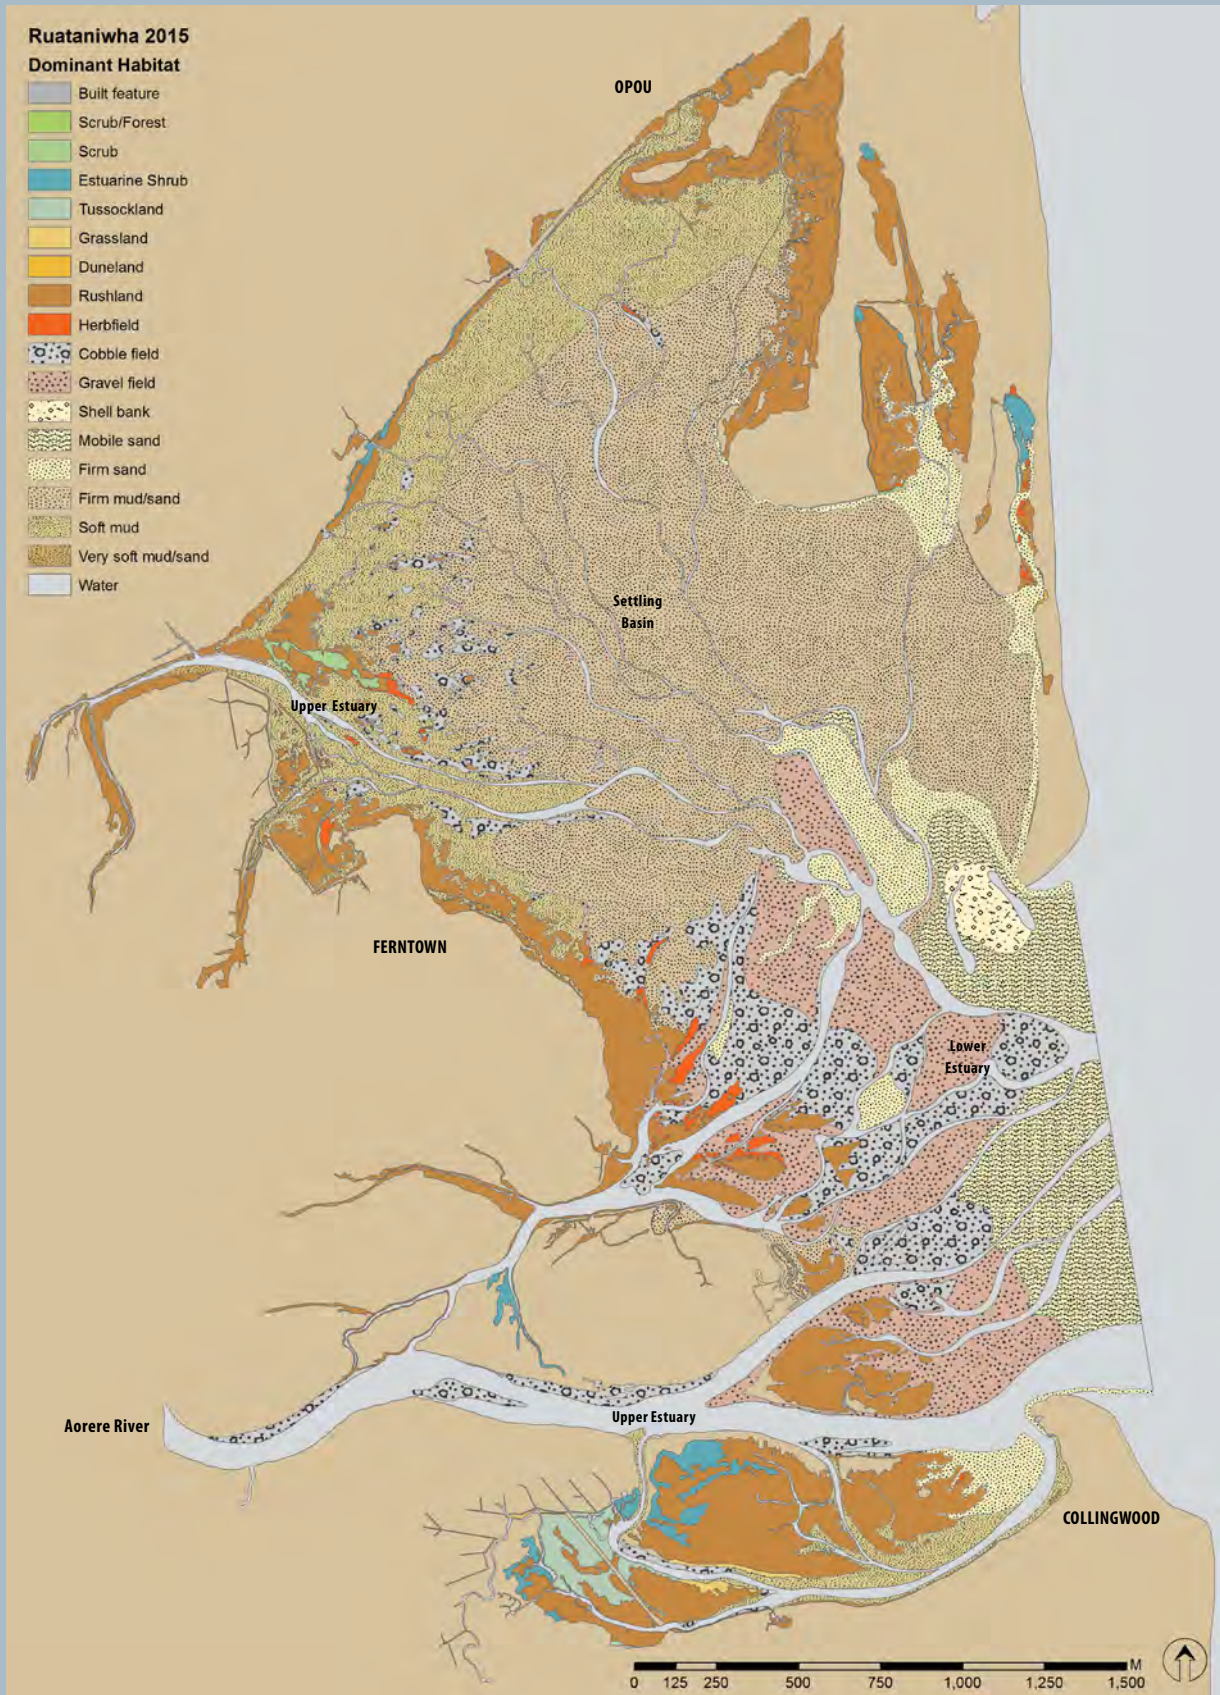 Ruataniwha 2015
Dominant Habitat
Built feature
Scrub/Forest
Scrub
Estuarine Shrub
Tussockland
Grassland
Duneland
Rushland
Herbfield
Cobble field
Gravel field
Shell bank
Mobile sand
Firm sand
Firm mud/sand
Soft mud
Very soft mud/sand
Water
OPOU
Settling
Basin
Upper Estuary
FERNTOWN
Lower
Estuary
Aorere River
Upper Estuary
COLLINGWOOD
M
0 125 250 500 750 1,000 1,250 1,500